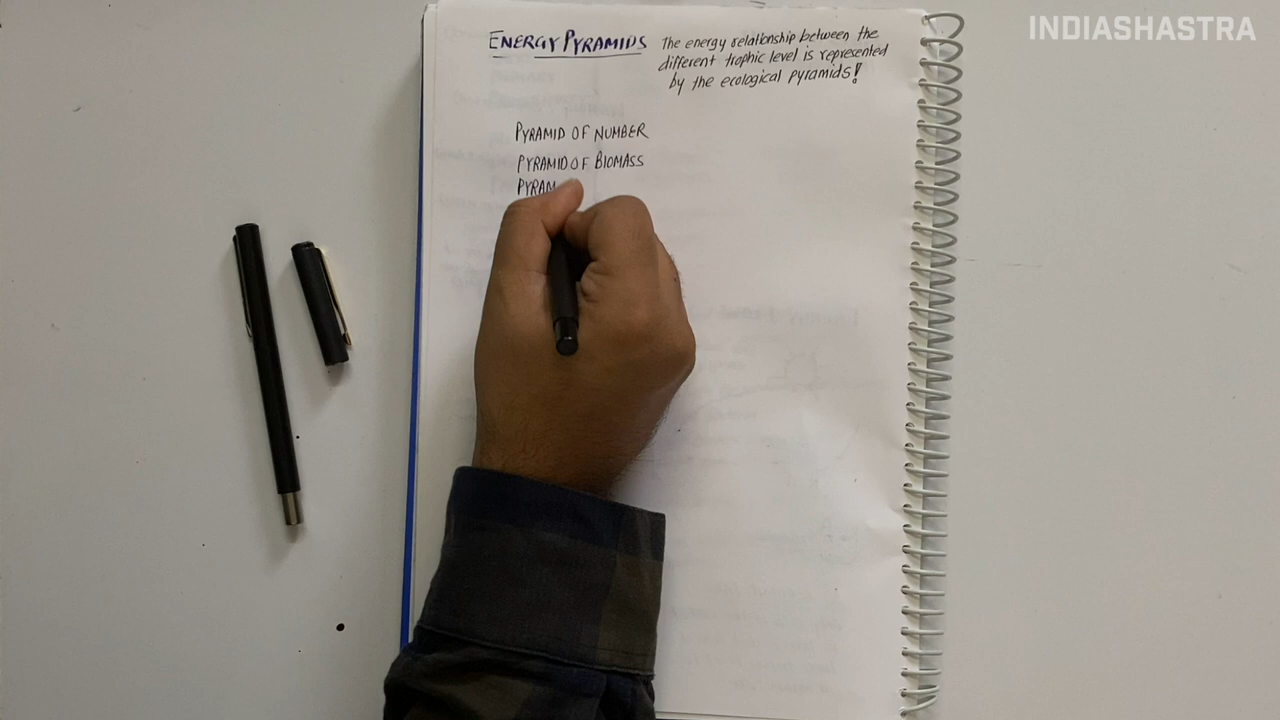 INDIASHASTRA
ENERGY PYRAMIDS
The energy relationship between the
different trophic level is represented
by the ecological pyramids!
PYRAMID OF NUMBER
PYRAMID OF BIOMASS
PYRAM